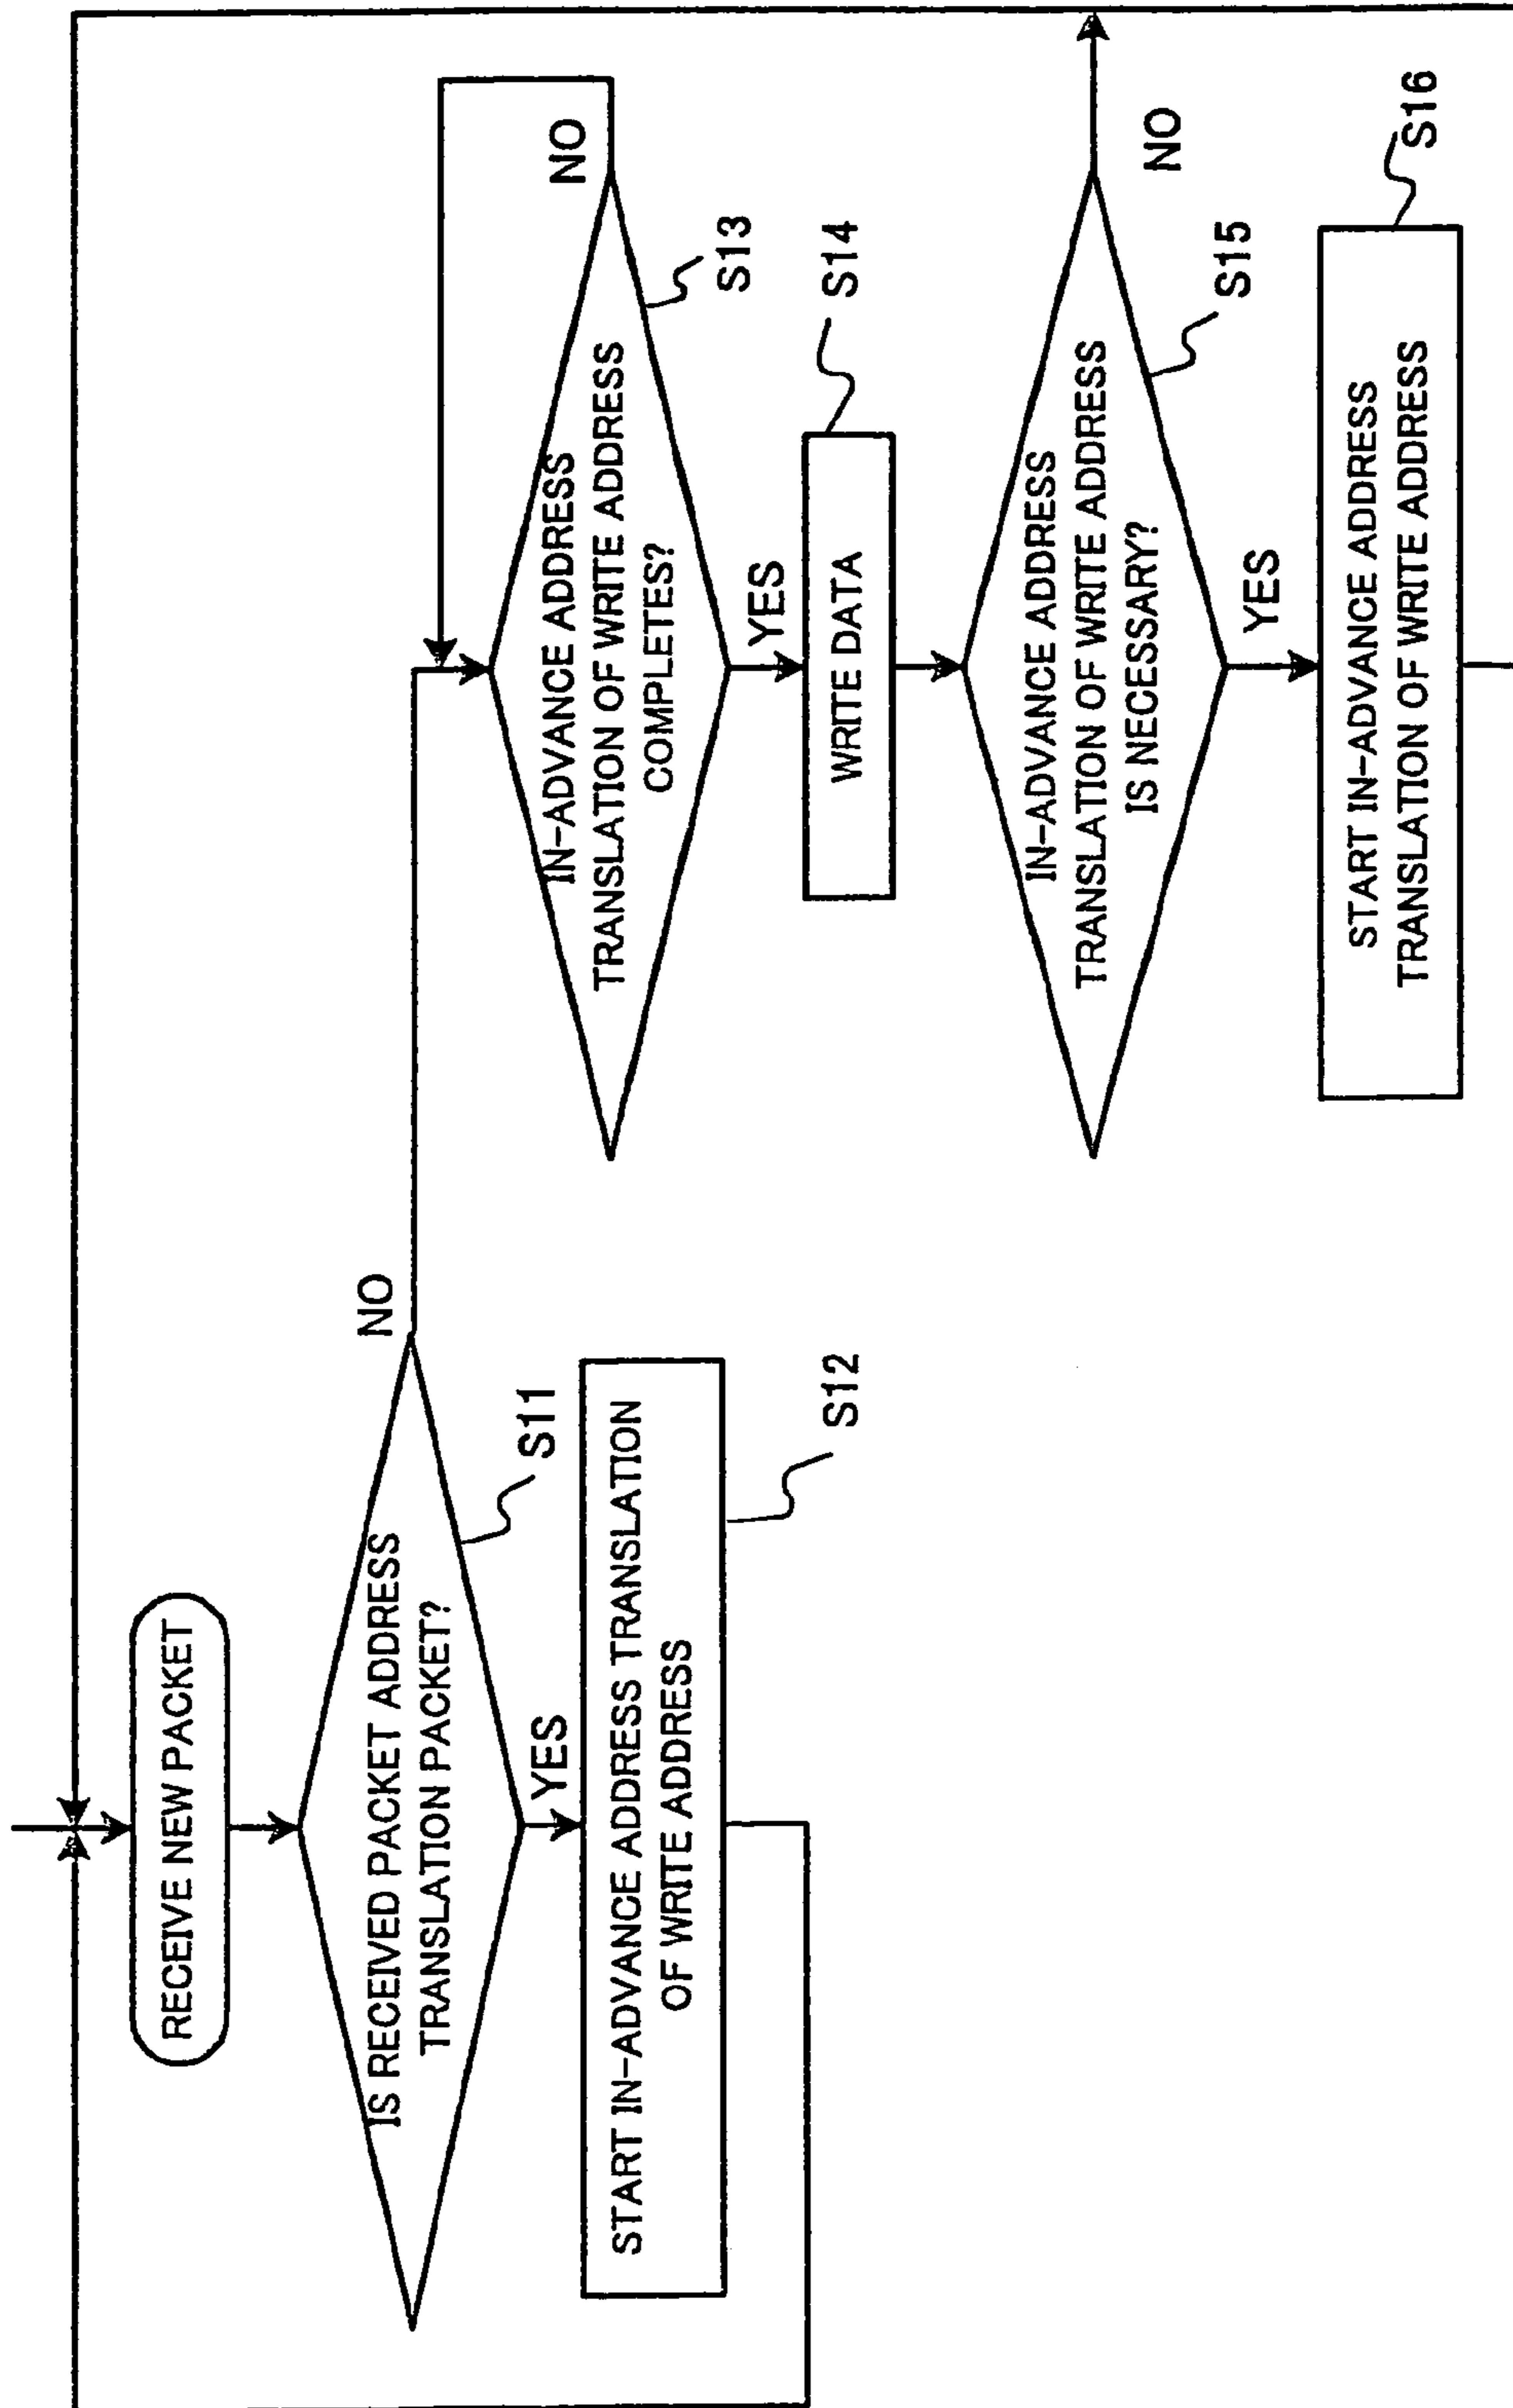 RECEIVE NEW PACKET
IS RECEIVED PACKET ADDRESS
TRANSLATION PACKET?
S11
NO
YES
START IN-ADVANCE ADDRESS TRANSLATION
OF WRITE ADDRESS
S12
IN-ADVANCE ADDRESS
TRANSLATION OF WRITE ADDRESS
COMPLETES?
NO
S13
YES
WRITE DATA
S14
IN-ADVANCE ADDRESS
TRANSLATION OF WRITE ADDRESS
IS NECESSARY?
NO
S15
YES
START IN-ADVANCE ADDRESS
TRANSLATION OF WRITE ADDRESS
S16